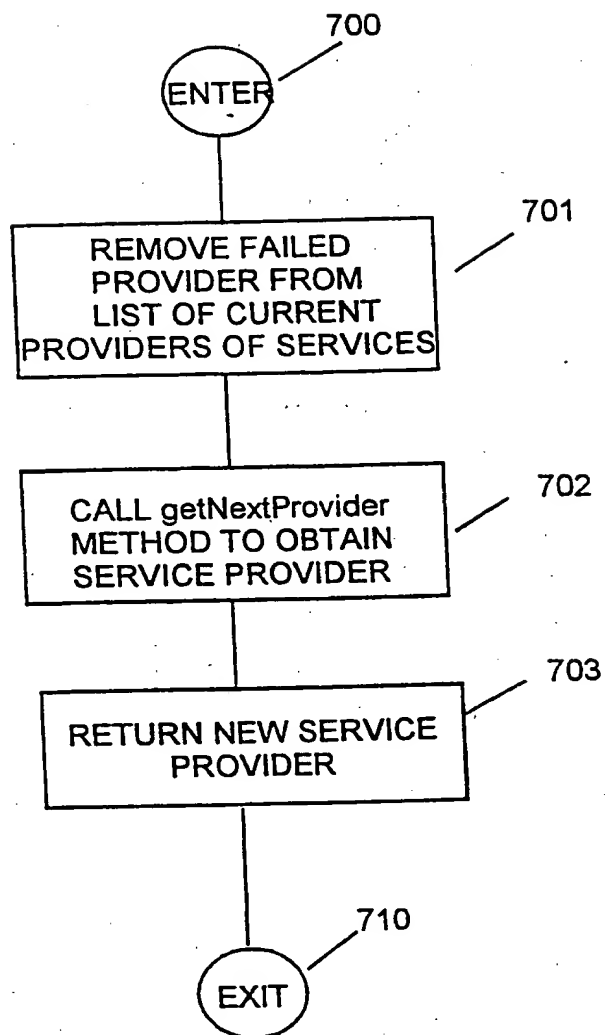 700
ENTER
701
REMOVE FAILED
PROVIDER FROM
LIST OF CURRENT
PROVIDERS OF SERVICES
702
CALL getNextProvider
METHOD TO OBTAIN
SERVICE PROVIDER
703
RETURN NEW SERVICE
PROVIDER
710
EXIT